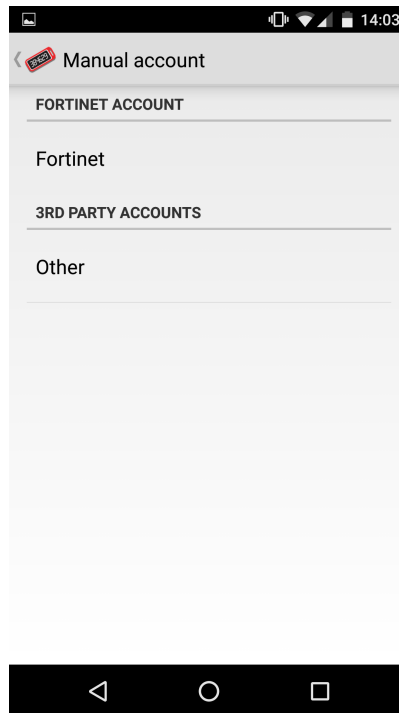 14:03
Manual account
FORTINET ACCOUNT
Fortinet
3RD PARTY ACCOUNTS
Other